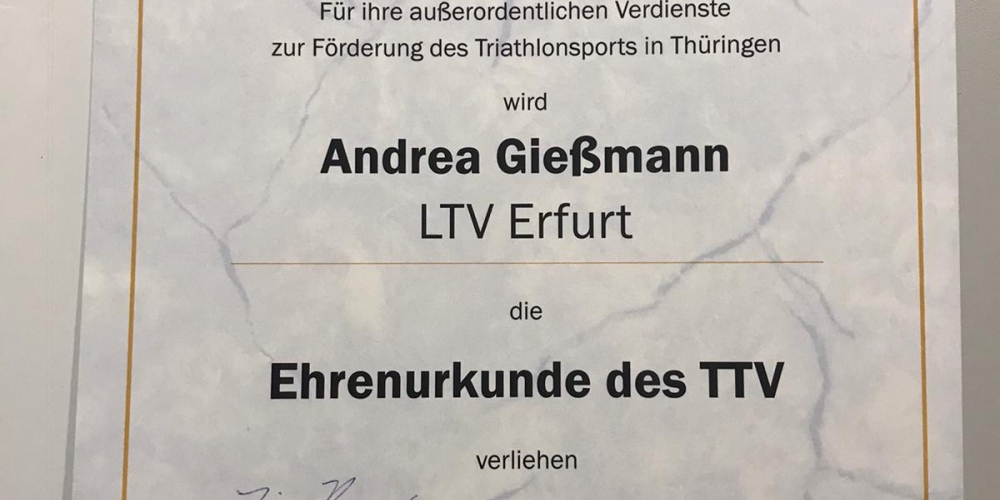 Für ihre außerordentlichen Verdienste
zur Förderung des Triathlonsports in Thüringen
wird
Andrea Gießmann
LTV Erfurt
die
Ehrenurkunde des TTV
verliehen